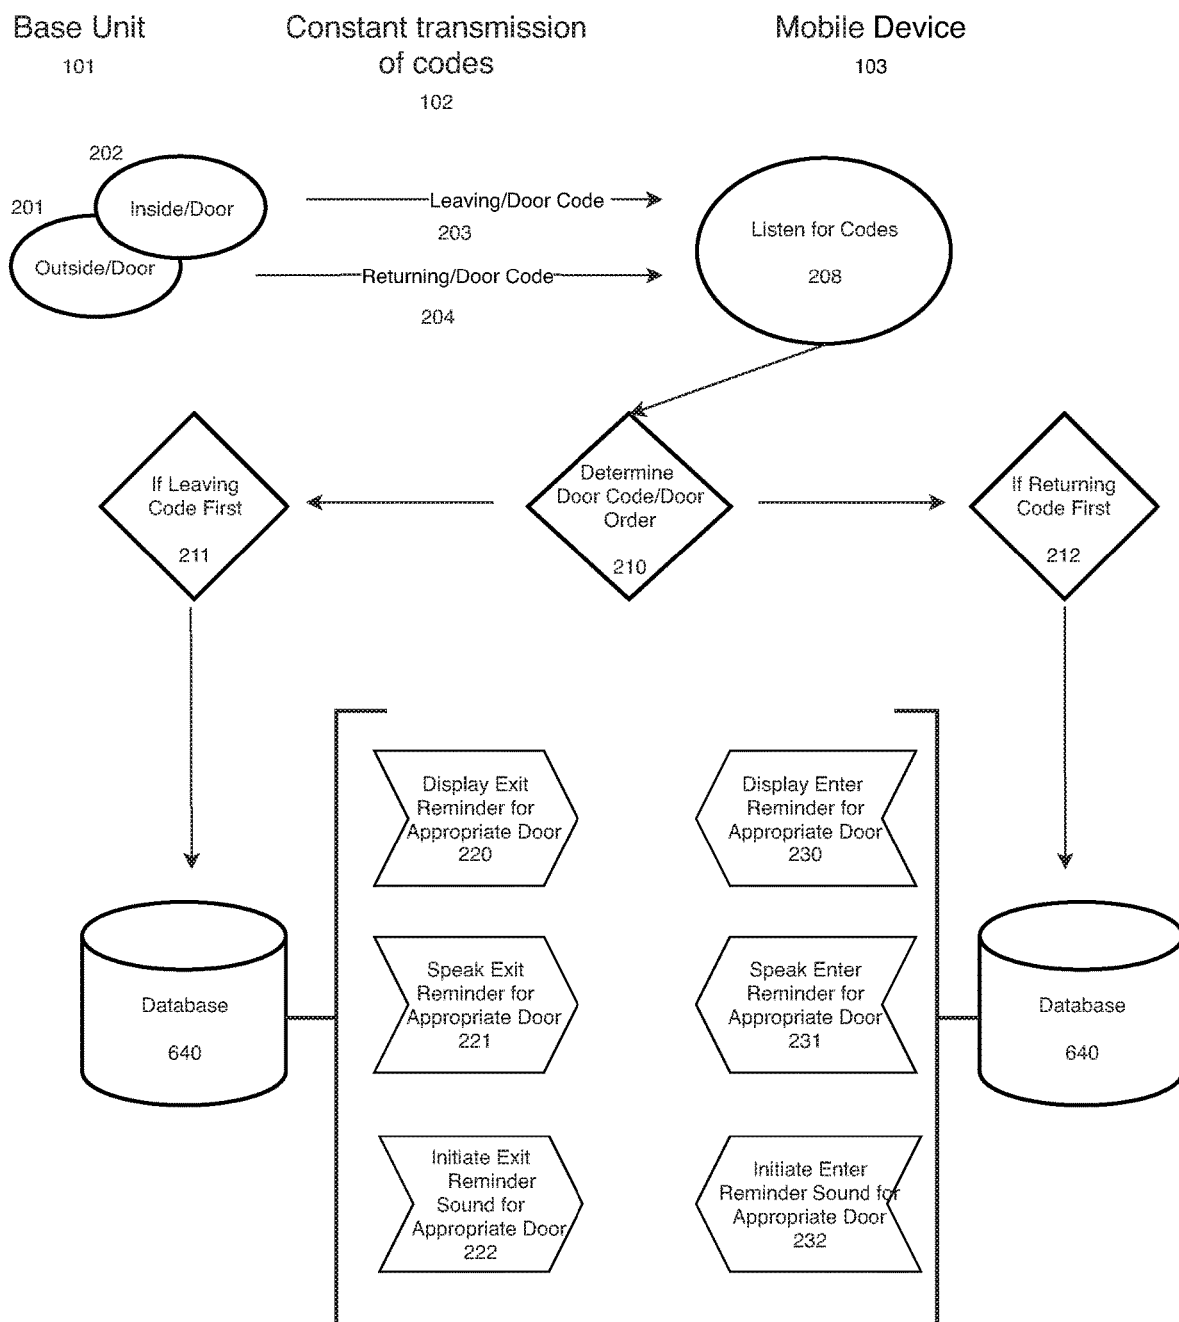 Base Unit
101
Constant transmission
of codes
102
Mobile Device
103
202
Inside/Door
201
Outside/Door
Leaving/Door Code
203
Returning/Door Code
204
Listen for Codes
208
If Leaving
Code First
211
Determine
Door Code/Door
Order
210
If Returning
Code First
212
Display Exit
Reminder for
Appropriate Door
220
Display Enter
Reminder for
Appropriate Door
230
Database
640
Speak Exit
Reminder for
Appropriate Door
221
Speak Enter
Reminder for
Appropriate Door
231
Database
640
Initiate Exit
Reminder
Sound for
Appropriate Door
222
Initiate Enter
Reminder Sound for
Appropriate Door
232